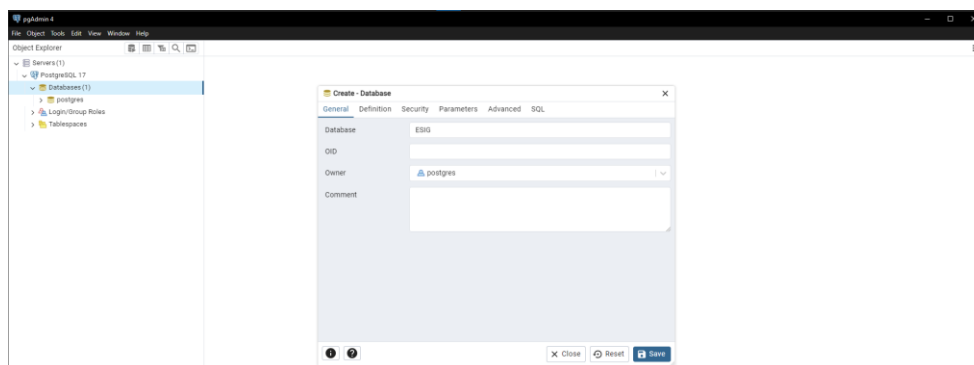 pgAdmin 4
File Object Tools Edit View Window Help
Object Explorer
Servers (1)
PostgreSQL 17
Databases (1)
postgres
Login/Group Roles
Tablespaces
Create - Database
General Definition Security Parameters Advanced SQL
Database ESIG
OID
Owner postgres
Comment
Close Reset Save